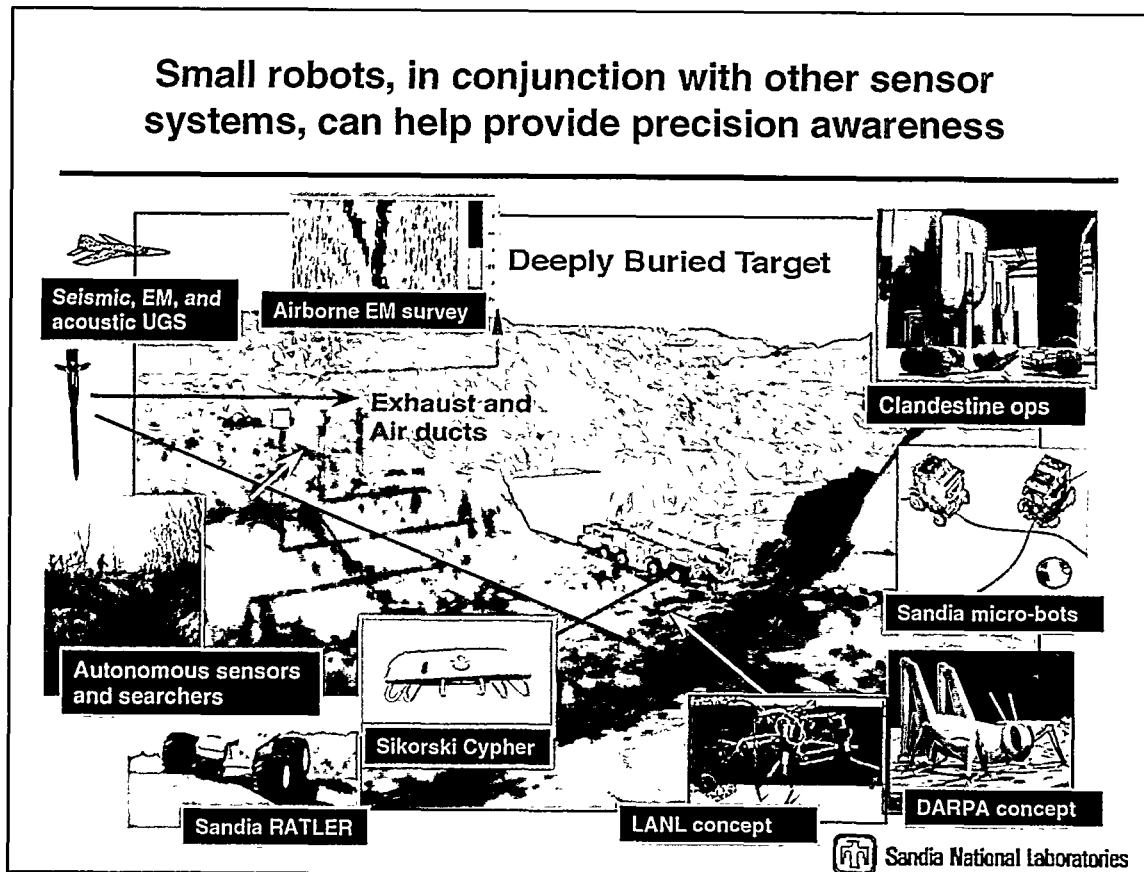 Small robots, in conjunction with other sensor
systems, can help provide precision awareness
Deeply Buried Target
Seismic, EM, and
acoustic UGS
Airborne EM survey
Exhaust and
Air ducts
Clandestine ops
Sandia micro-bots
Autonomous sensors
and searchers
Sikorski Cypher
Sandia RATLER
LANL concept
DARPA concept
Sandia National Laboratories